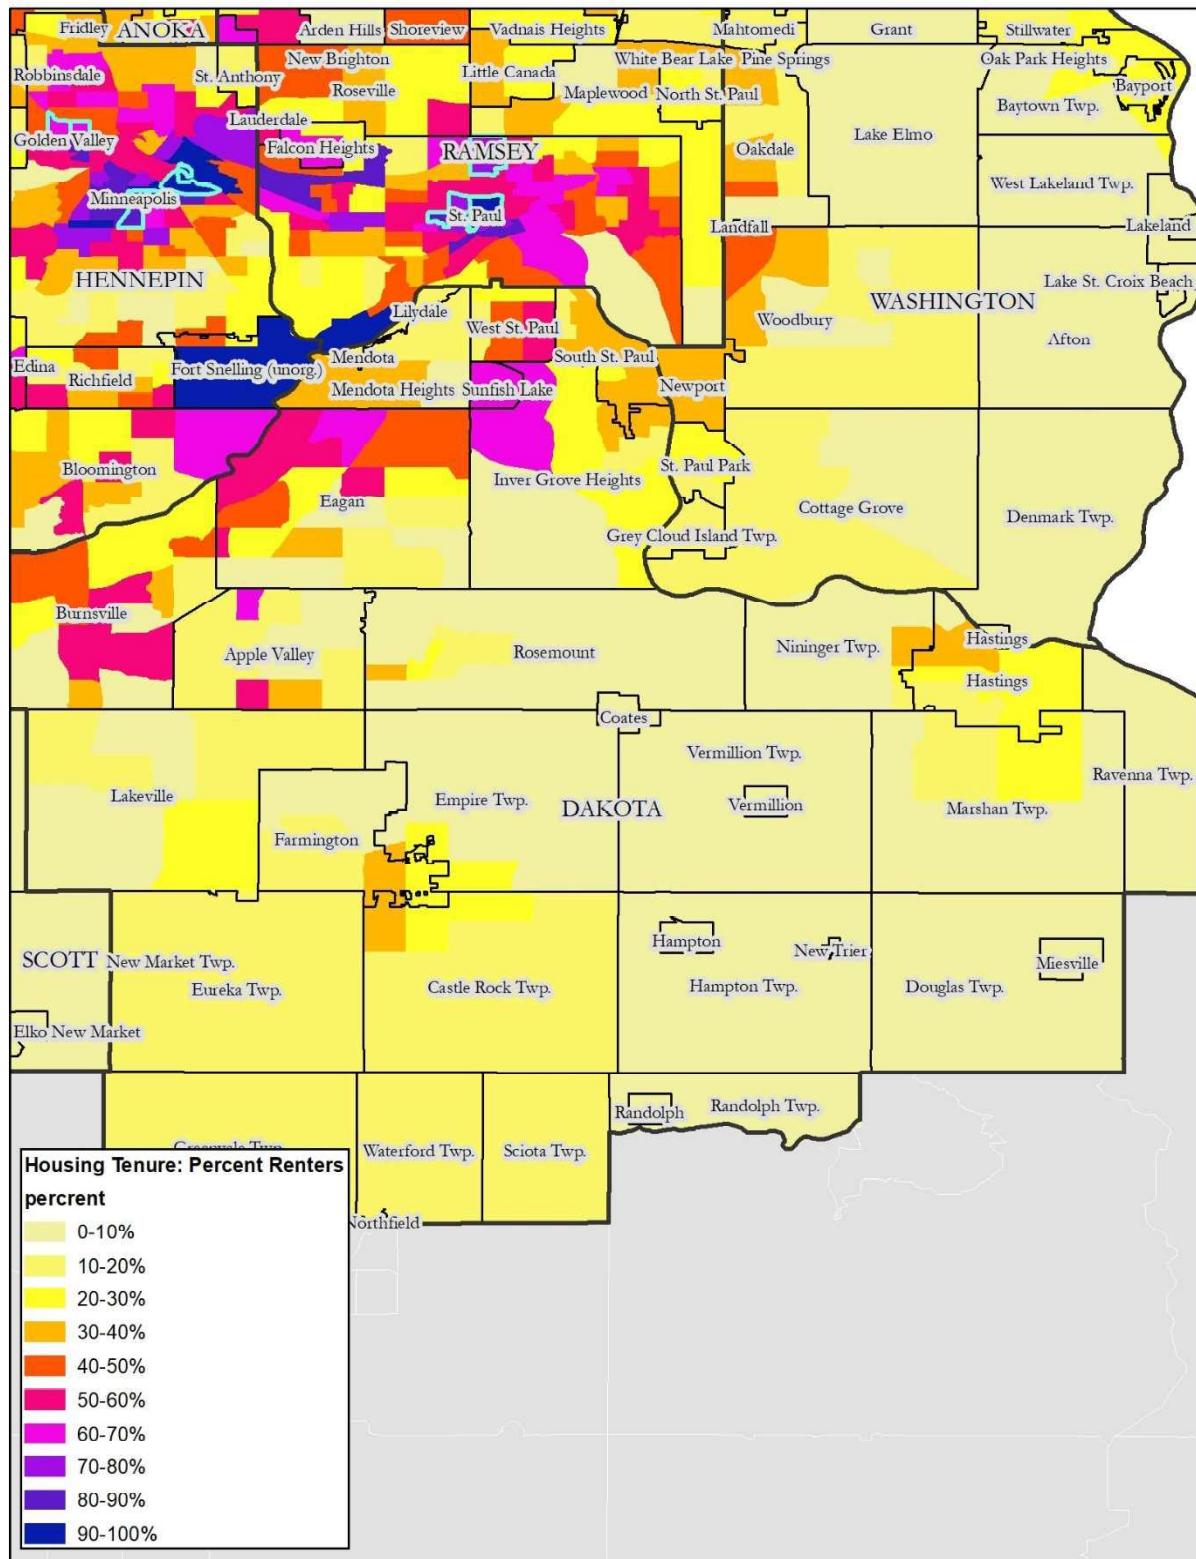 Fridley
ANOKA
Arden Hills
Shoreview
Vadnais Heights
Mahtomedi
Grant
Stillwater
Robbinsdale
St. Anthony
New Brighton
Roseville
Little Canada
White Bear Lake
Pine Springs
Oak Park Heights
Maplewood
North St. Paul
Bayport
Baytown Twp.
Golden Valley
Lauderdale
Falcon Heights
RAMSEY
Oakdale
Lake Elmo
Minneapolis
St. Paul
West Lakeland Twp.
Landfall
Lakeland
HENNEPIN
Lilydale
West St. Paul
Woodbury
WASHINGTON
Lake St. Croix Beach
Afton
Edina
Richfield
Fort Snelling (unorg.)
Mendota
Mendota Heights
Sunfish Lake
South St. Paul
Newport
Bloomington
Eagan
Inver Grove Heights
St. Paul Park
Cottage Grove
Denmark Twp.
Grey Cloud Island Twp.
Burnsville
Apple Valley
Rosemount
Nininger Twp.
Hastings
Hastings
Coates
Lakeville
Farmington
Empire Twp.
DAKOTA
Vermillion Twp.
Vermillion
Marshan Twp.
Ravenna Twp.
SCOTT
New Market Twp.
Eureka Twp.
Castle Rock Twp.
Hampton
New Trier
Hampton Twp.
Douglas Twp.
Miesville
Elko New Market
Randolph
Randolph Twp.
Greenvale Twp.
Waterford Twp.
Sciota Twp.
Northfield
Housing Tenure: Percent Renters
percrent
0-10%
10-20%
20-30%
30-40%
40-50%
50-60%
60-70%
70-80%
80-90%
90-100%